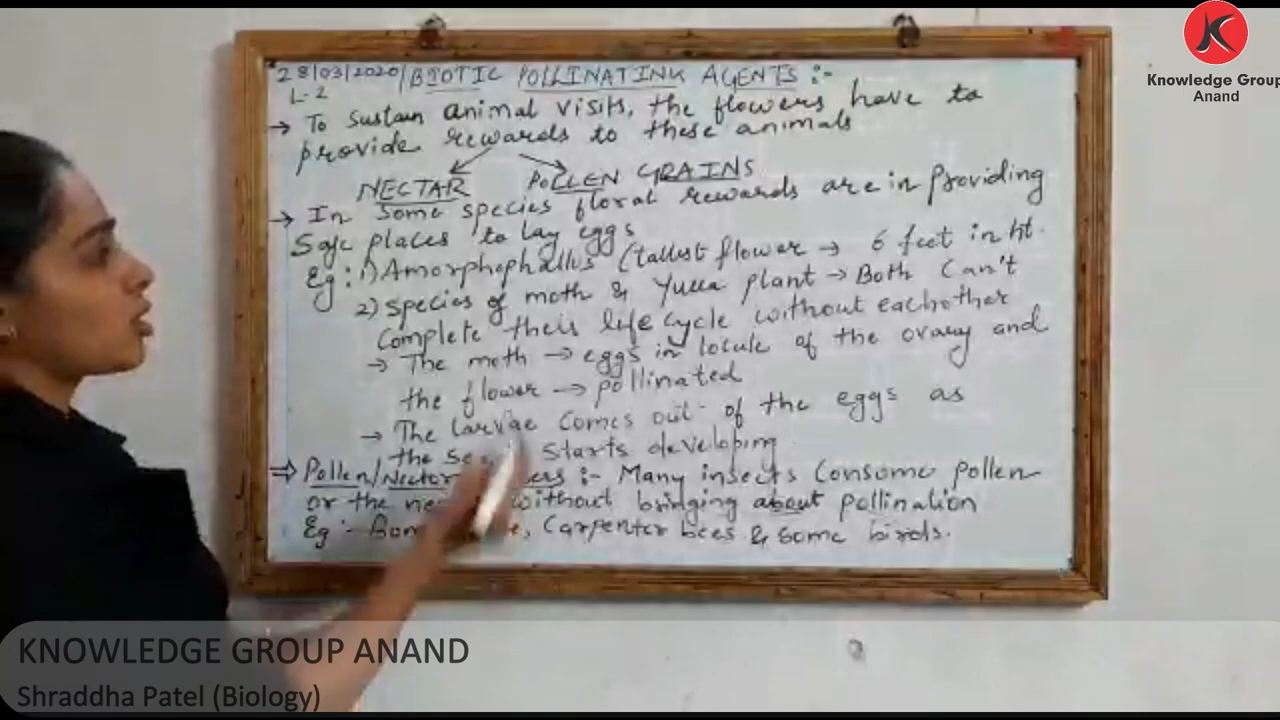 28/03/2020/ BIOTIC POLLINATING AGENTS :-
L-2
→ To sustain animal visits, the flowers have to
provide rewards to these animals
NECTAR POLLEN GRAINS
→ In some species floral rewards are in providing
safe places to lay eggs
Eg: 1) Amorphophallus (tallest flower → 6 feet in ht.
2) Species of moth & Yucca plant → Both can't
complete their life cycle without eachother
→ The moth → eggs in locule of the ovary and
the flower → pollinated
→ The larvae comes out of the eggs as
the starts developing
⇒ Pollen/Nectar :- Many insects consome pollen
or the without bringing about pollination
Eg :- , Carpenter bees & some birds.
K
Knowledge Group
Anand
KNOWLEDGE GROUP ANAND
Shraddha Patel (Biology)